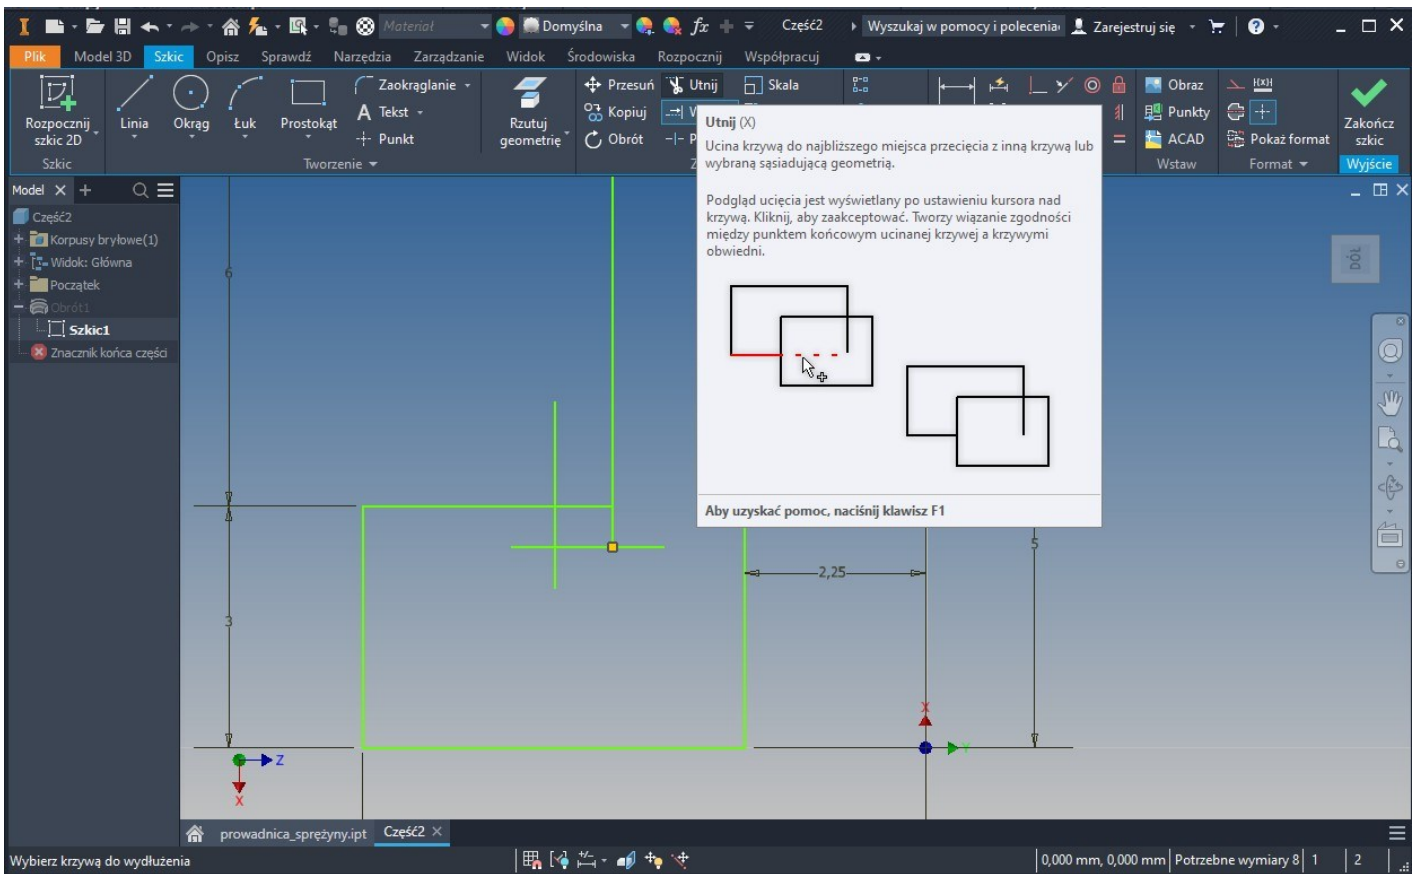 Materiał
Domyślna
fx
Część2
Wyszukaj w pomocy i polecenia
Zarejestruj się
Plik Model 3D Szkic Opisz Sprawdź Narzędzia Zarządzanie Widok Środowiska Rozpocznij Współpracuj
Rozpocznij szkic 2D
Linia
Okrąg
Łuk
Prostokąt
Zaokrąglanie
Tekst
Punkt
Rzutuj geometrię
Przesuń
Kopiuj
Obrót
Utnij
Skala
Obraz
Punkty
ACAD
Pokaż format
Zakończ szkic
Szkic
Tworzenie
Wstaw
Format
Wyjście
Utnij (X)
Ucina krzywą do najbliższego miejsca przecięcia z inną krzywą lub
wybraną sąsiadującą geometrią.
Podgląd ucięcia jest wyświetlany po ustawieniu kursora nad
krzywą. Kliknij, aby zaakceptować. Tworzy wiązanie zgodności
między punktem końcowym ucinanej krzywej a krzywymi
obwiedni.
Aby uzyskać pomoc, naciśnij klawisz F1
Model
Część2
Korpusy bryłowe(1)
Widok: Główna
Początek
Obrót1
Szkic1
Znacznik końca części
DÓŁ
6
5
2,25
3
X
Y
Z
X
prowadnica_sprężyny.ipt
Część2
Wybierz krzywą do wydłużenia
0,000 mm, 0,000 mm
Potrzebne wymiary 8
1
2